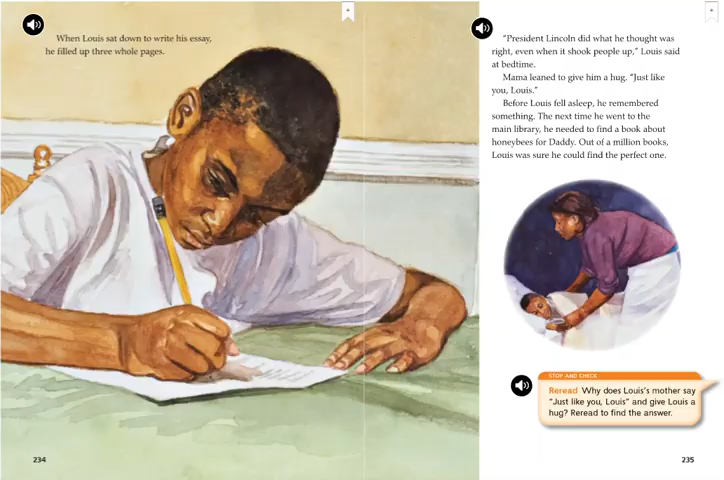 When Louis sat down to write his essay,
he filled up three whole pages.
234
“President Lincoln did what he thought was
right, even when it shook people up,” Louis said
at bedtime.
Mama leaned to give him a hug. “Just like
you, Louis.”
Before Louis fell asleep, he remembered
something. The next time he went to the
main library, he needed to find a book about
honeybees for Daddy. Out of a million books,
Louis was sure he could find the perfect one.
STOP AND CHECK
Reread Why does Louis’s mother say
“Just like you, Louis” and give Louis a
hug? Reread to find the answer.
235